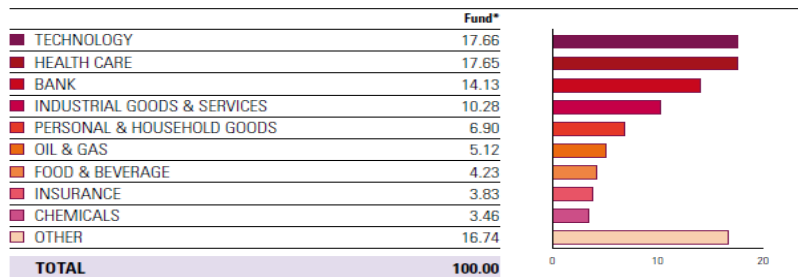 Fund*
TECHNOLOGY 17.66
HEALTH CARE 17.65
BANK 14.13
INDUSTRIAL GOODS & SERVICES 10.28
PERSONAL & HOUSEHOLD GOODS 6.90
OIL & GAS 5.12
FOOD & BEVERAGE 4.23
INSURANCE 3.83
CHEMICALS 3.46
OTHER 16.74
TOTAL 100.00
0 10 20